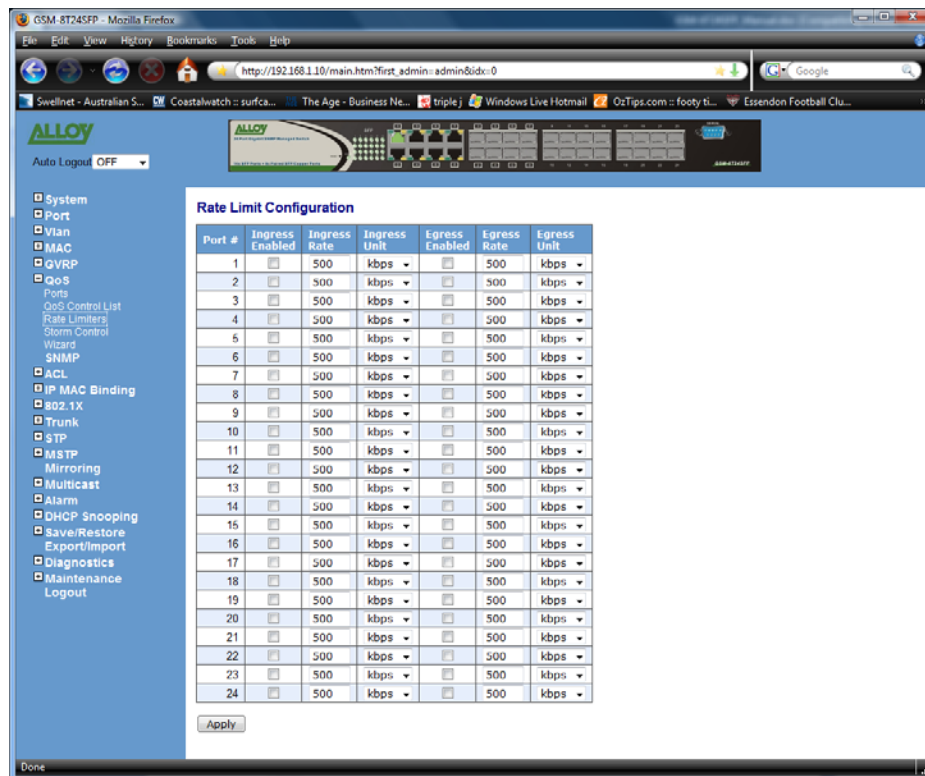 GSM-8T24SFP - Mozilla Firefox
File Edit View History Bookmarks Tools Help
http://192.168.1.10/main.htm?first_admin=admin&idx=0
G Google
Swellnet - Australian S... CW Coastalwatch :: surfca... The Age - Business Ne... triple j Windows Live Hotmail OZ OzTips.com :: footy ti... Essendon Football Clu...
ALLOY
Auto Logout OFF
ALLOY
GSM-8T24SFP
System
Port
Vlan
MAC
GVRP
QoS
Ports
QoS Control List
Rate Limiters
Storm Control
Wizard
SNMP
ACL
IP MAC Binding
802.1X
Trunk
STP
MSTP
Mirroring
Multicast
Alarm
DHCP Snooping
Save/Restore
Export/Import
Diagnostics
Maintenance
Logout
Rate Limit Configuration
Port # Ingress Enabled Ingress Rate Ingress Unit Egress Enabled Egress Rate Egress Unit
1 500 kbps 500 kbps
2 500 kbps 500 kbps
3 500 kbps 500 kbps
4 500 kbps 500 kbps
5 500 kbps 500 kbps
6 500 kbps 500 kbps
7 500 kbps 500 kbps
8 500 kbps 500 kbps
9 500 kbps 500 kbps
10 500 kbps 500 kbps
11 500 kbps 500 kbps
12 500 kbps 500 kbps
13 500 kbps 500 kbps
14 500 kbps 500 kbps
15 500 kbps 500 kbps
16 500 kbps 500 kbps
17 500 kbps 500 kbps
18 500 kbps 500 kbps
19 500 kbps 500 kbps
20 500 kbps 500 kbps
21 500 kbps 500 kbps
22 500 kbps 500 kbps
23 500 kbps 500 kbps
24 500 kbps 500 kbps
Apply
Done